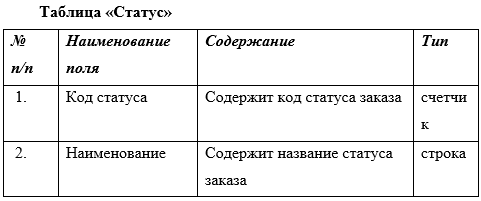 Таблица «Статус»
№ п/п Наименование поля Содержание Тип
1. Код статуса Содержит код статуса заказа счетчик
2. Наименование Содержит название статуса заказа строка